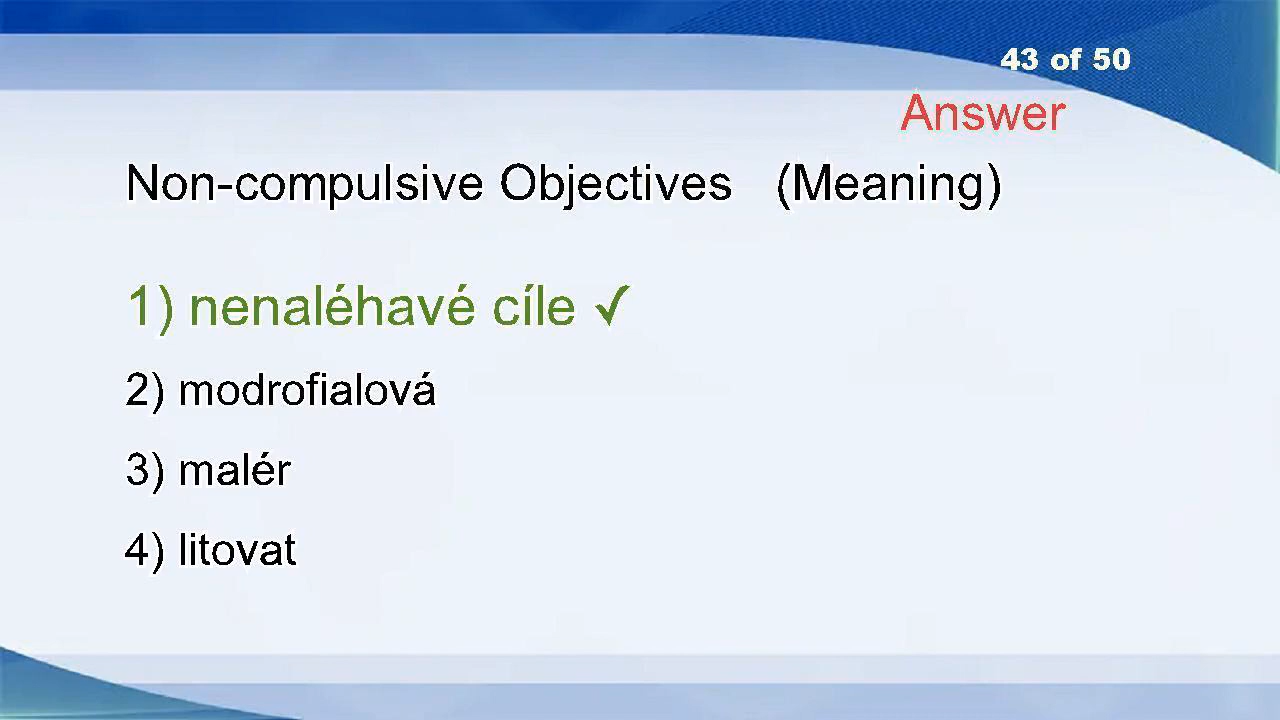 43 of 50
Answer
Non-compulsive Objectives (Meaning)
1) nenaléhavé cíle ✓
2) modrofialová
3) malér
4) litovat